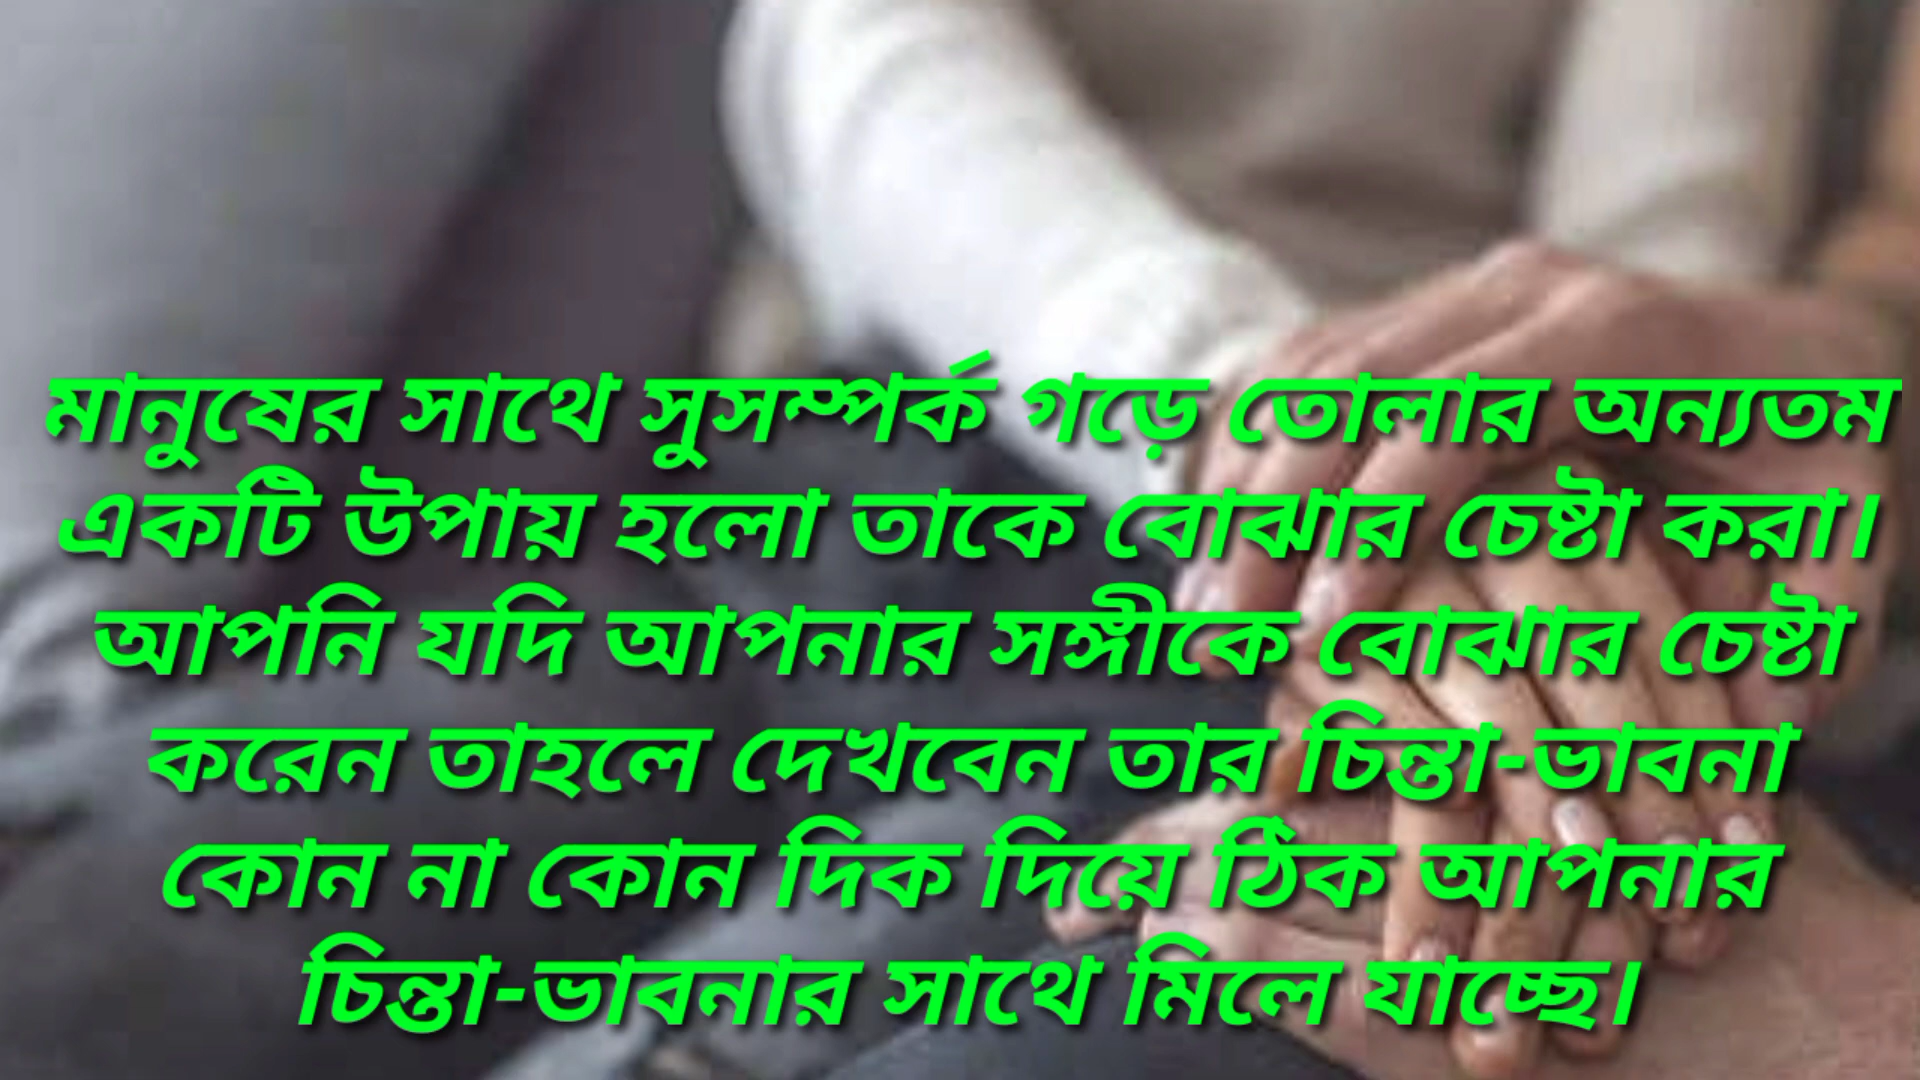 মানুষের সাথে সুসম্পর্ক গড়ে তোলার অন্যতম
একটি উপায় হলো তাকে বোঝার চেষ্টা করা।
আপনি যদি আপনার সঙ্গীকে বোঝার চেষ্টা
করেন তাহলে দেখবেন তার চিন্তা-ভাবনা
কোন না কোন দিক দিয়ে ঠিক আপনার
চিন্তা-ভাবনার সাথে মিলে যাচ্ছে।